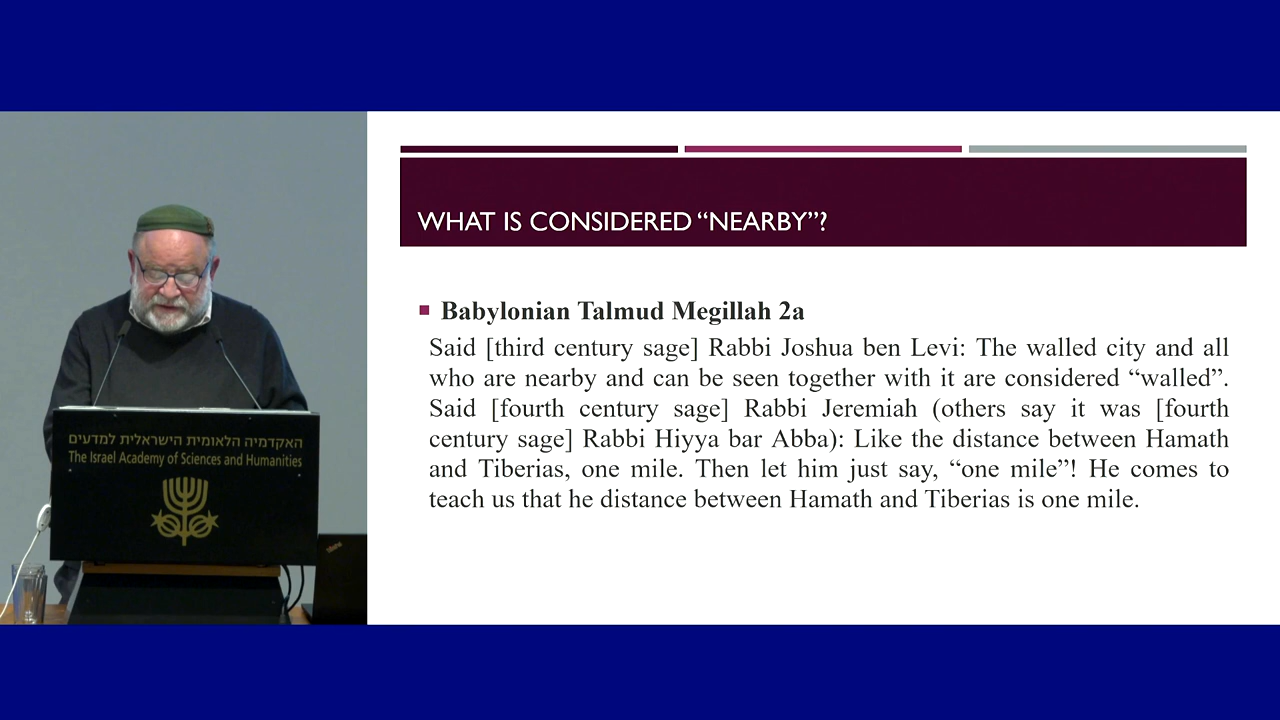 האקדמיה הלאומית הישראלית למדעים
The Israel Academy of Sciences and Humanities
WHAT IS CONSIDERED “NEARBY”?
Babylonian Talmud Megillah 2a
Said [third century sage] Rabbi Joshua ben Levi: The walled city and all
who are nearby and can be seen together with it are considered “walled”.
Said [fourth century sage] Rabbi Jeremiah (others say it was [fourth
century sage] Rabbi Hiyya bar Abba): Like the distance between Hamath
and Tiberias, one mile. Then let him just say, “one mile”! He comes to
teach us that he distance between Hamath and Tiberias is one mile.